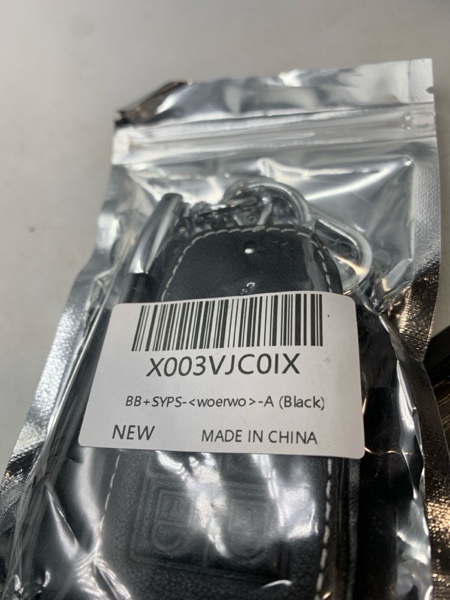 X003VJC0IX
BB+SYPS-<woerwo>-A (Black)
NEW MADE IN CHINA